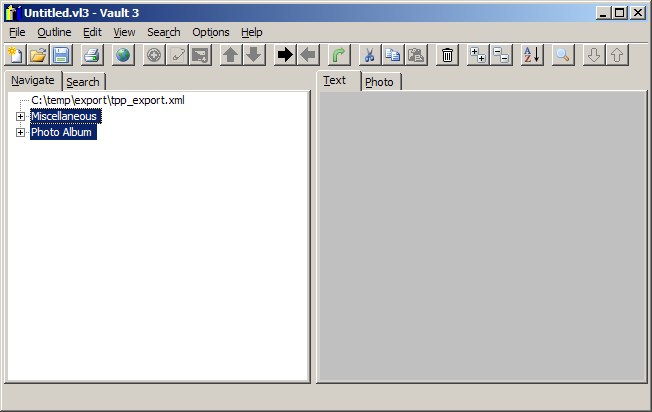 Untitled.vl3 - Vault 3
File Outline Edit View Search Options Help
A
Z
Navigate Search
Text Photo
C:\temp\export\tpp_export.xml
Miscellaneous
Photo Album